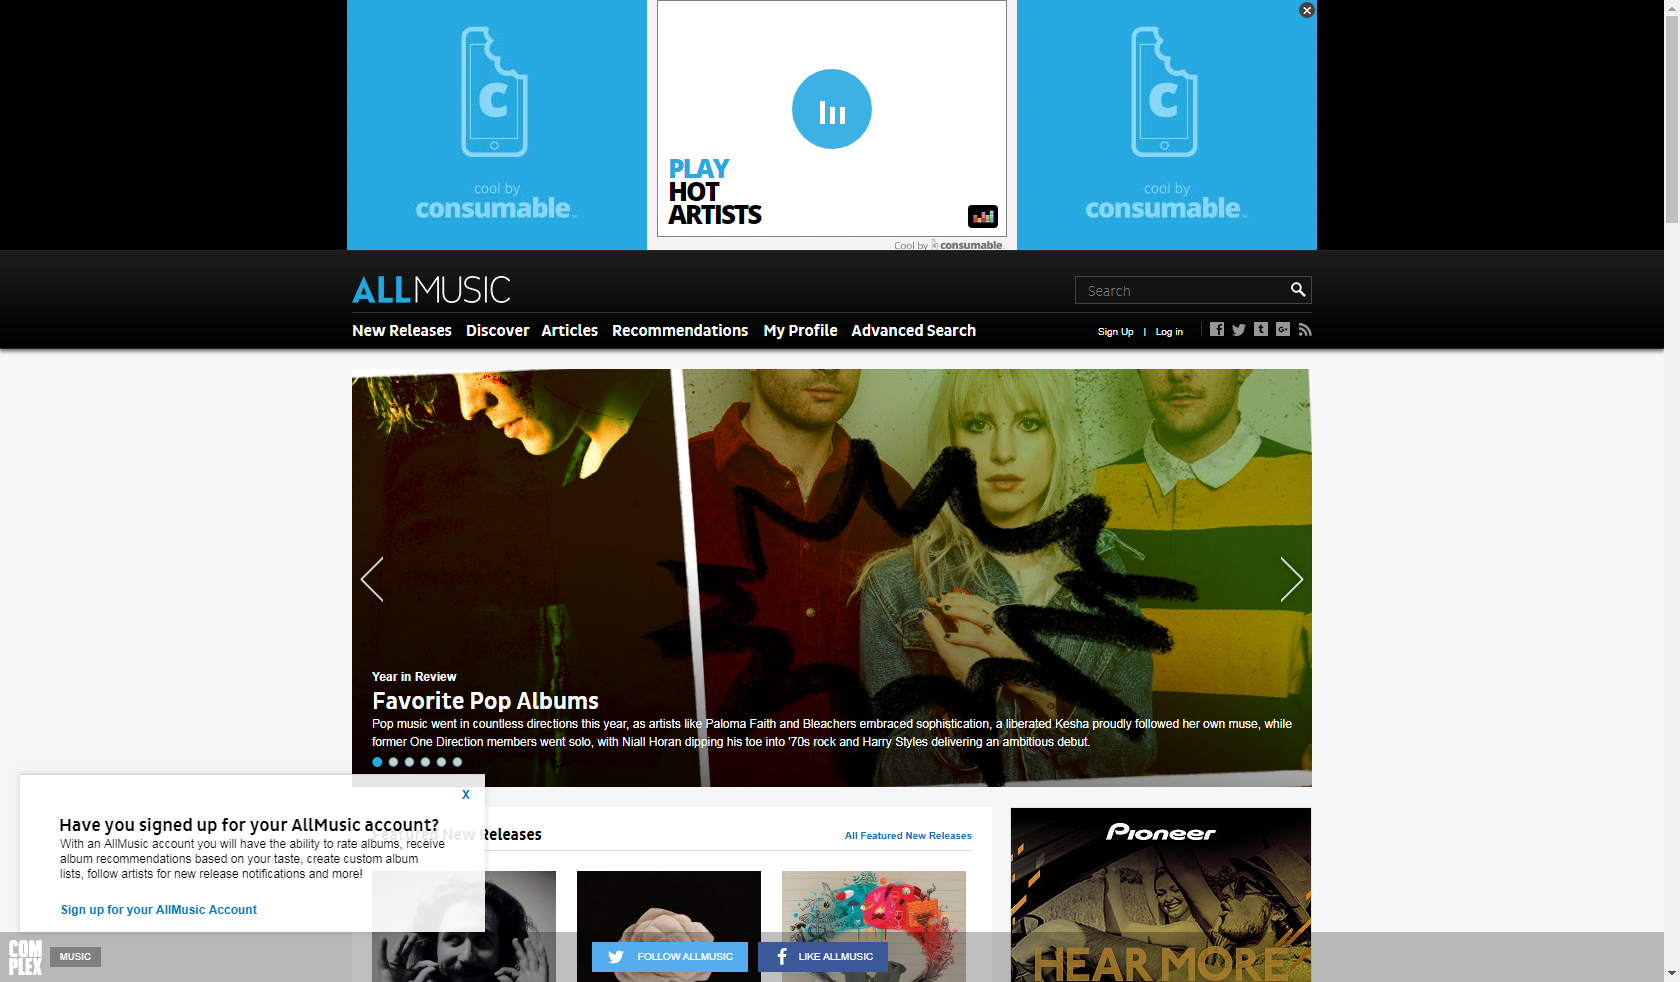 cool by
consumable
PLAY
HOT
ARTISTS
Cool by consumable
cool by
consumable
ALLMUSIC
Search
New Releases Discover Articles Recommendations My Profile Advanced Search
Sign Up | Log in
Year in Review
Favorite Pop Albums
Pop music went in countless directions this year, as artists like Paloma Faith and Bleachers embraced sophistication, a liberated Kesha proudly followed her own muse, while
former One Direction members went solo, with Niall Horan dipping his toe into '70s rock and Harry Styles delivering an ambitious debut.
X
Have you signed up for your AllMusic account?
With an AllMusic account you will have the ability to rate albums, receive
album recommendations based on your taste, create custom album
lists, follow artists for new release notifications and more!
Sign up for your AllMusic Account
Featured New Releases
All Featured New Releases
Pioneer
HEAR MORE
COMPLEX
MUSIC
FOLLOW ALLMUSIC
LIKE ALLMUSIC